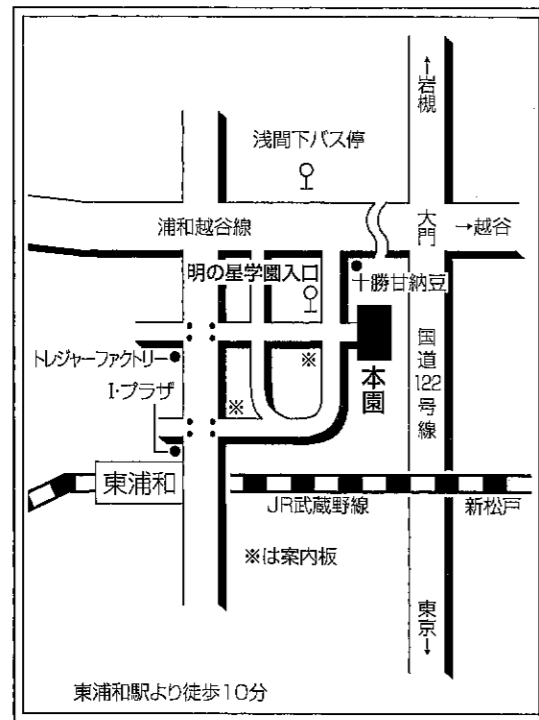 ←岩槻
浅間下バス停
浦和越谷線
大門
→越谷
明の星学園入口
十勝甘納豆
トレジャーファクトリー
I・プラザ
※
※
本園
国道122号線
東浦和
JR武蔵野線
新松戸
※は案内板
東京→
東浦和駅より徒歩10分